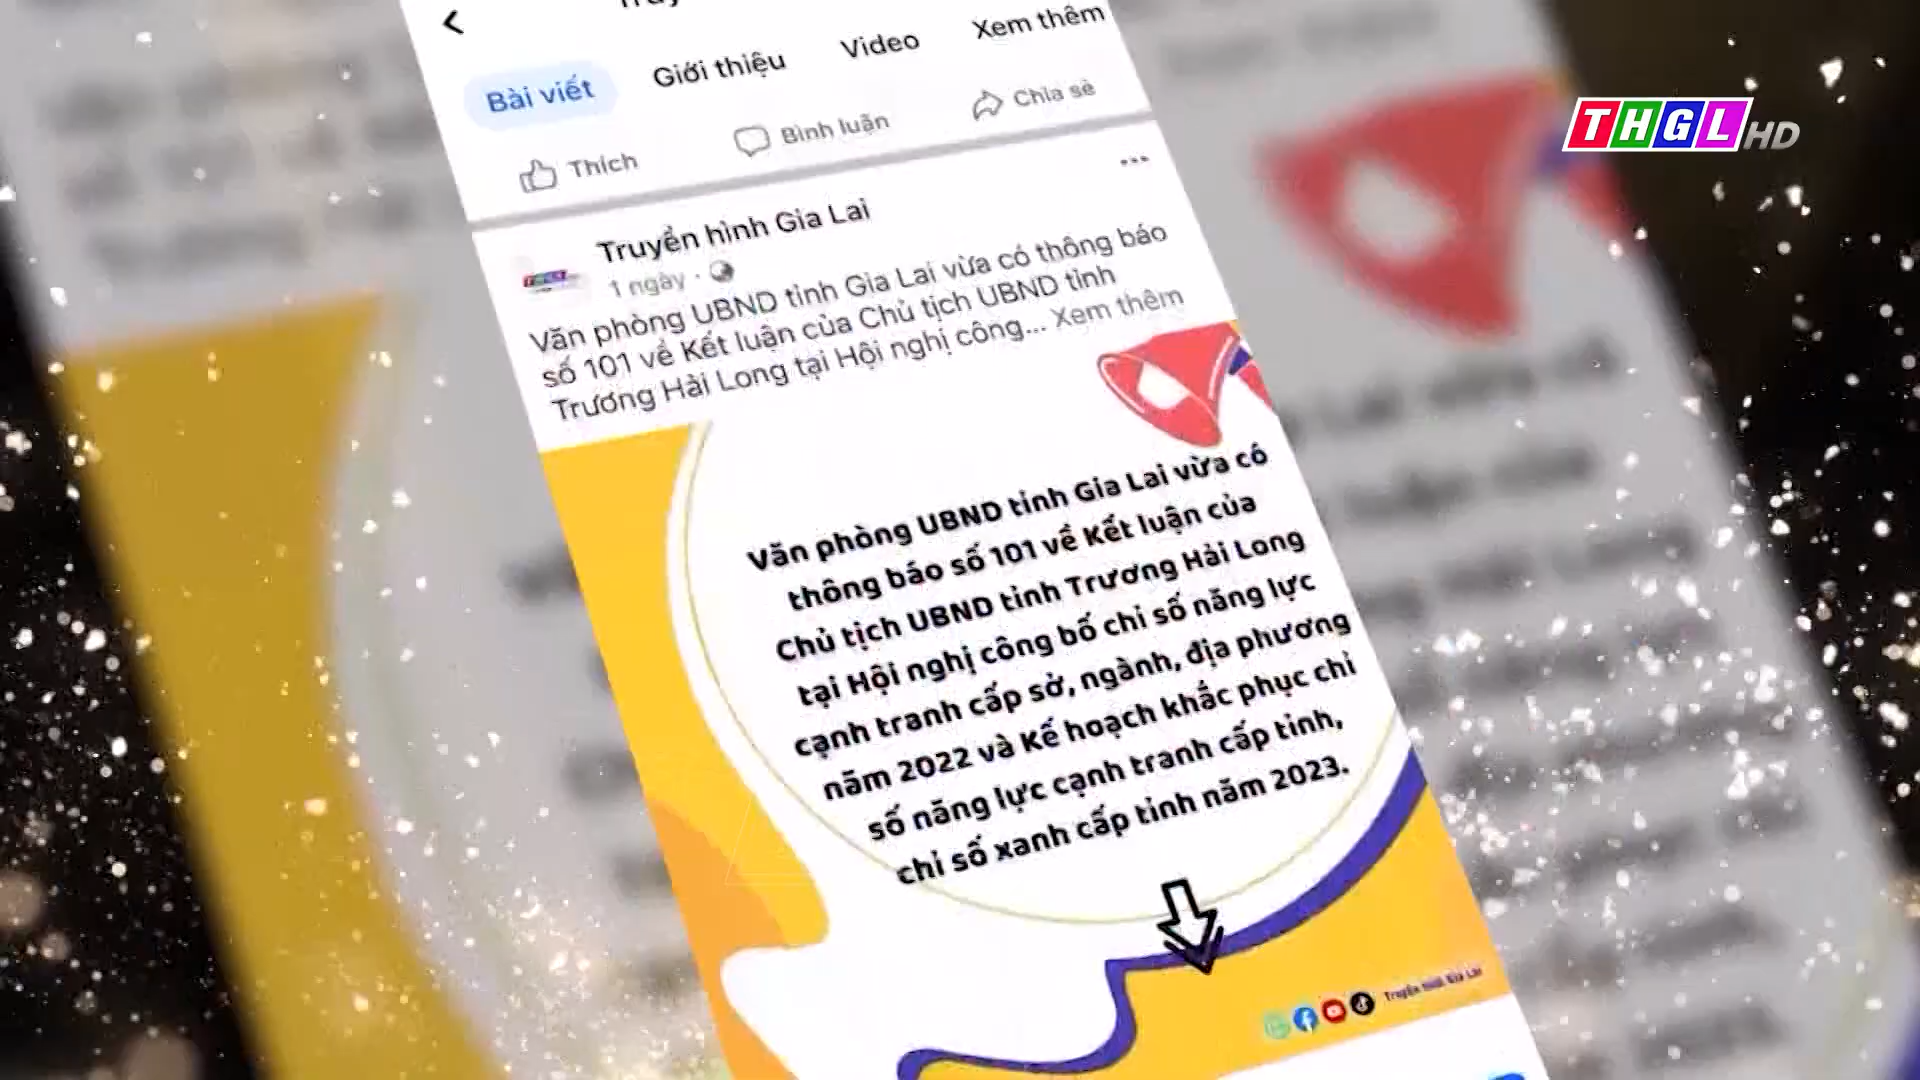 THGL HD
Bài viết
Giới thiệu
Video
Xem thêm
Thích
Bình luận
Chia sẻ
Truyền hình Gia Lai
1 ngày ·
Văn phòng UBND tỉnh Gia Lai vừa có thông báo
số 101 về Kết luận của Chủ tịch UBND tỉnh
Trương Hải Long tại Hội nghị công... Xem thêm
Văn phòng UBND tỉnh Gia Lai vừa có
thông báo số 101 về Kết luận của
Chủ tịch UBND tỉnh Trương Hải Long
tại Hội nghị công bố chỉ số năng lực
cạnh tranh cấp sở, ngành, địa phương
năm 2022 và Kế hoạch khắc phục chỉ
số năng lực cạnh tranh cấp tỉnh,
chỉ số xanh cấp tỉnh năm 2023.
Truyền hình Gia Lai